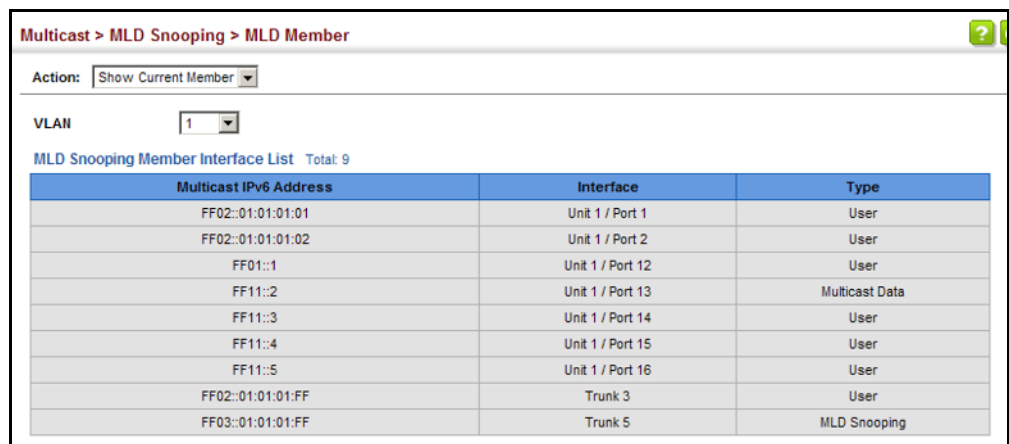 Multicast > MLD Snooping > MLD Member
?
Action: Show Current Member
VLAN 1
MLD Snooping Member Interface List Total: 9
Multicast IPv6 Address Interface Type
FF02::01:01:01:01 Unit 1 / Port 1 User
FF02::01:01:01:02 Unit 1 / Port 2 User
FF01::1 Unit 1 / Port 12 User
FF11::2 Unit 1 / Port 13 Multicast Data
FF11::3 Unit 1 / Port 14 User
FF11::4 Unit 1 / Port 15 User
FF11::5 Unit 1 / Port 16 User
FF02::01:01:01:FF Trunk 3 User
FF03::01:01:01:FF Trunk 5 MLD Snooping